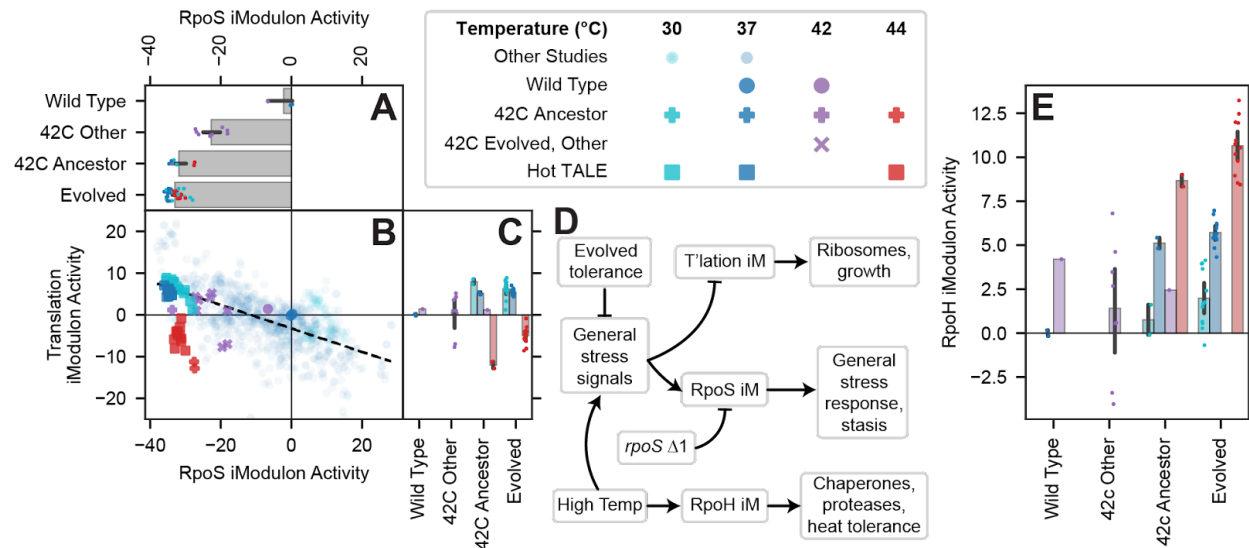 RpoS iModulon Activity
−40
−20
0
20
Wild Type
42C Other
42C Ancestor
Evolved
A
Temperature (°C) 30 37 42 44
Other Studies
Wild Type
42C Ancestor
42C Evolved, Other
Hot TALE
B
Translation
iModulon Activity
20
10
0
−10
−20
−40 −20 0 20
RpoS iModulon Activity
C
Wild Type
42C Other
42C Ancestor
Evolved
D
Evolved
tolerance
T'lation iM
Ribosomes,
growth
General
stress
signals
RpoS iM
General
stress
response,
stasis
rpoS Δ1
High Temp
RpoH iM
Chaperones,
proteases,
heat tolerance
E
RpoH iModulon Activity
12.5
10.0
7.5
5.0
2.5
0.0
−2.5
Wild Type
42c Other
42c Ancestor
Evolved